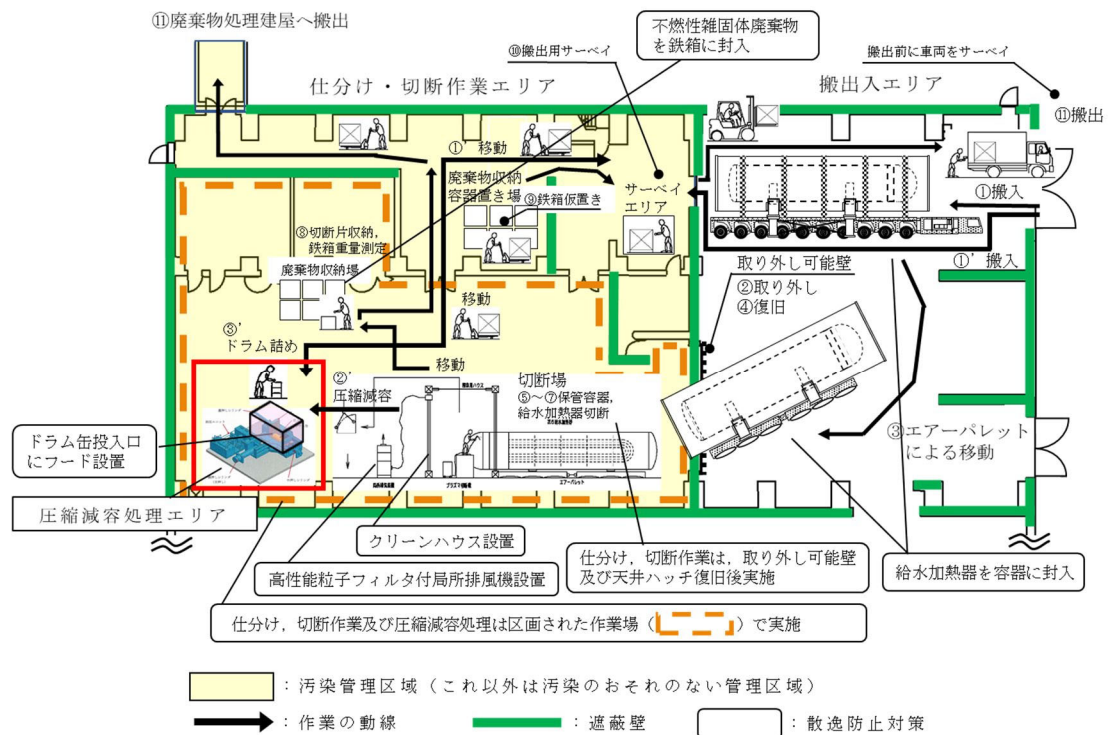 ⑪廃棄物処理建屋へ搬出
不燃性雑固体廃棄物
を鉄箱に封入
⑩搬出用サーベイ
搬出前に車両をサーベイ
仕分け・切断作業エリア
搬出入エリア
⑪搬出
①’ 移動
廃棄物収納
容器置き場
⑨鉄箱仮置き
サーベイ
エリア
①搬入
⑧切断片収納，
鉄箱重量測定
廃棄物収納場
取り外し可能壁
②取り外し
④復旧
①’ 搬入
移動
③’
ドラム詰め
移動
②’
圧縮減容
切断場
⑤～⑦保管容器，
給水加熱器切断
③エアーパレット
による移動
ドラム缶投入口
にフード設置
エアーパレット
圧縮減容処理エリア
クリーンハウス設置
高性能粒子フィルタ付局所排風機設置
仕分け，切断作業は，取り外し可能壁
及び天井ハッチ復旧後実施
給水加熱器を容器に封入
仕分け，切断作業及び圧縮減容処理は区画された作業場（　　　）で実施
：汚染管理区域（これ以外は汚染のおそれのない管理区域）
：作業の動線
：遮蔽壁
：散逸防止対策